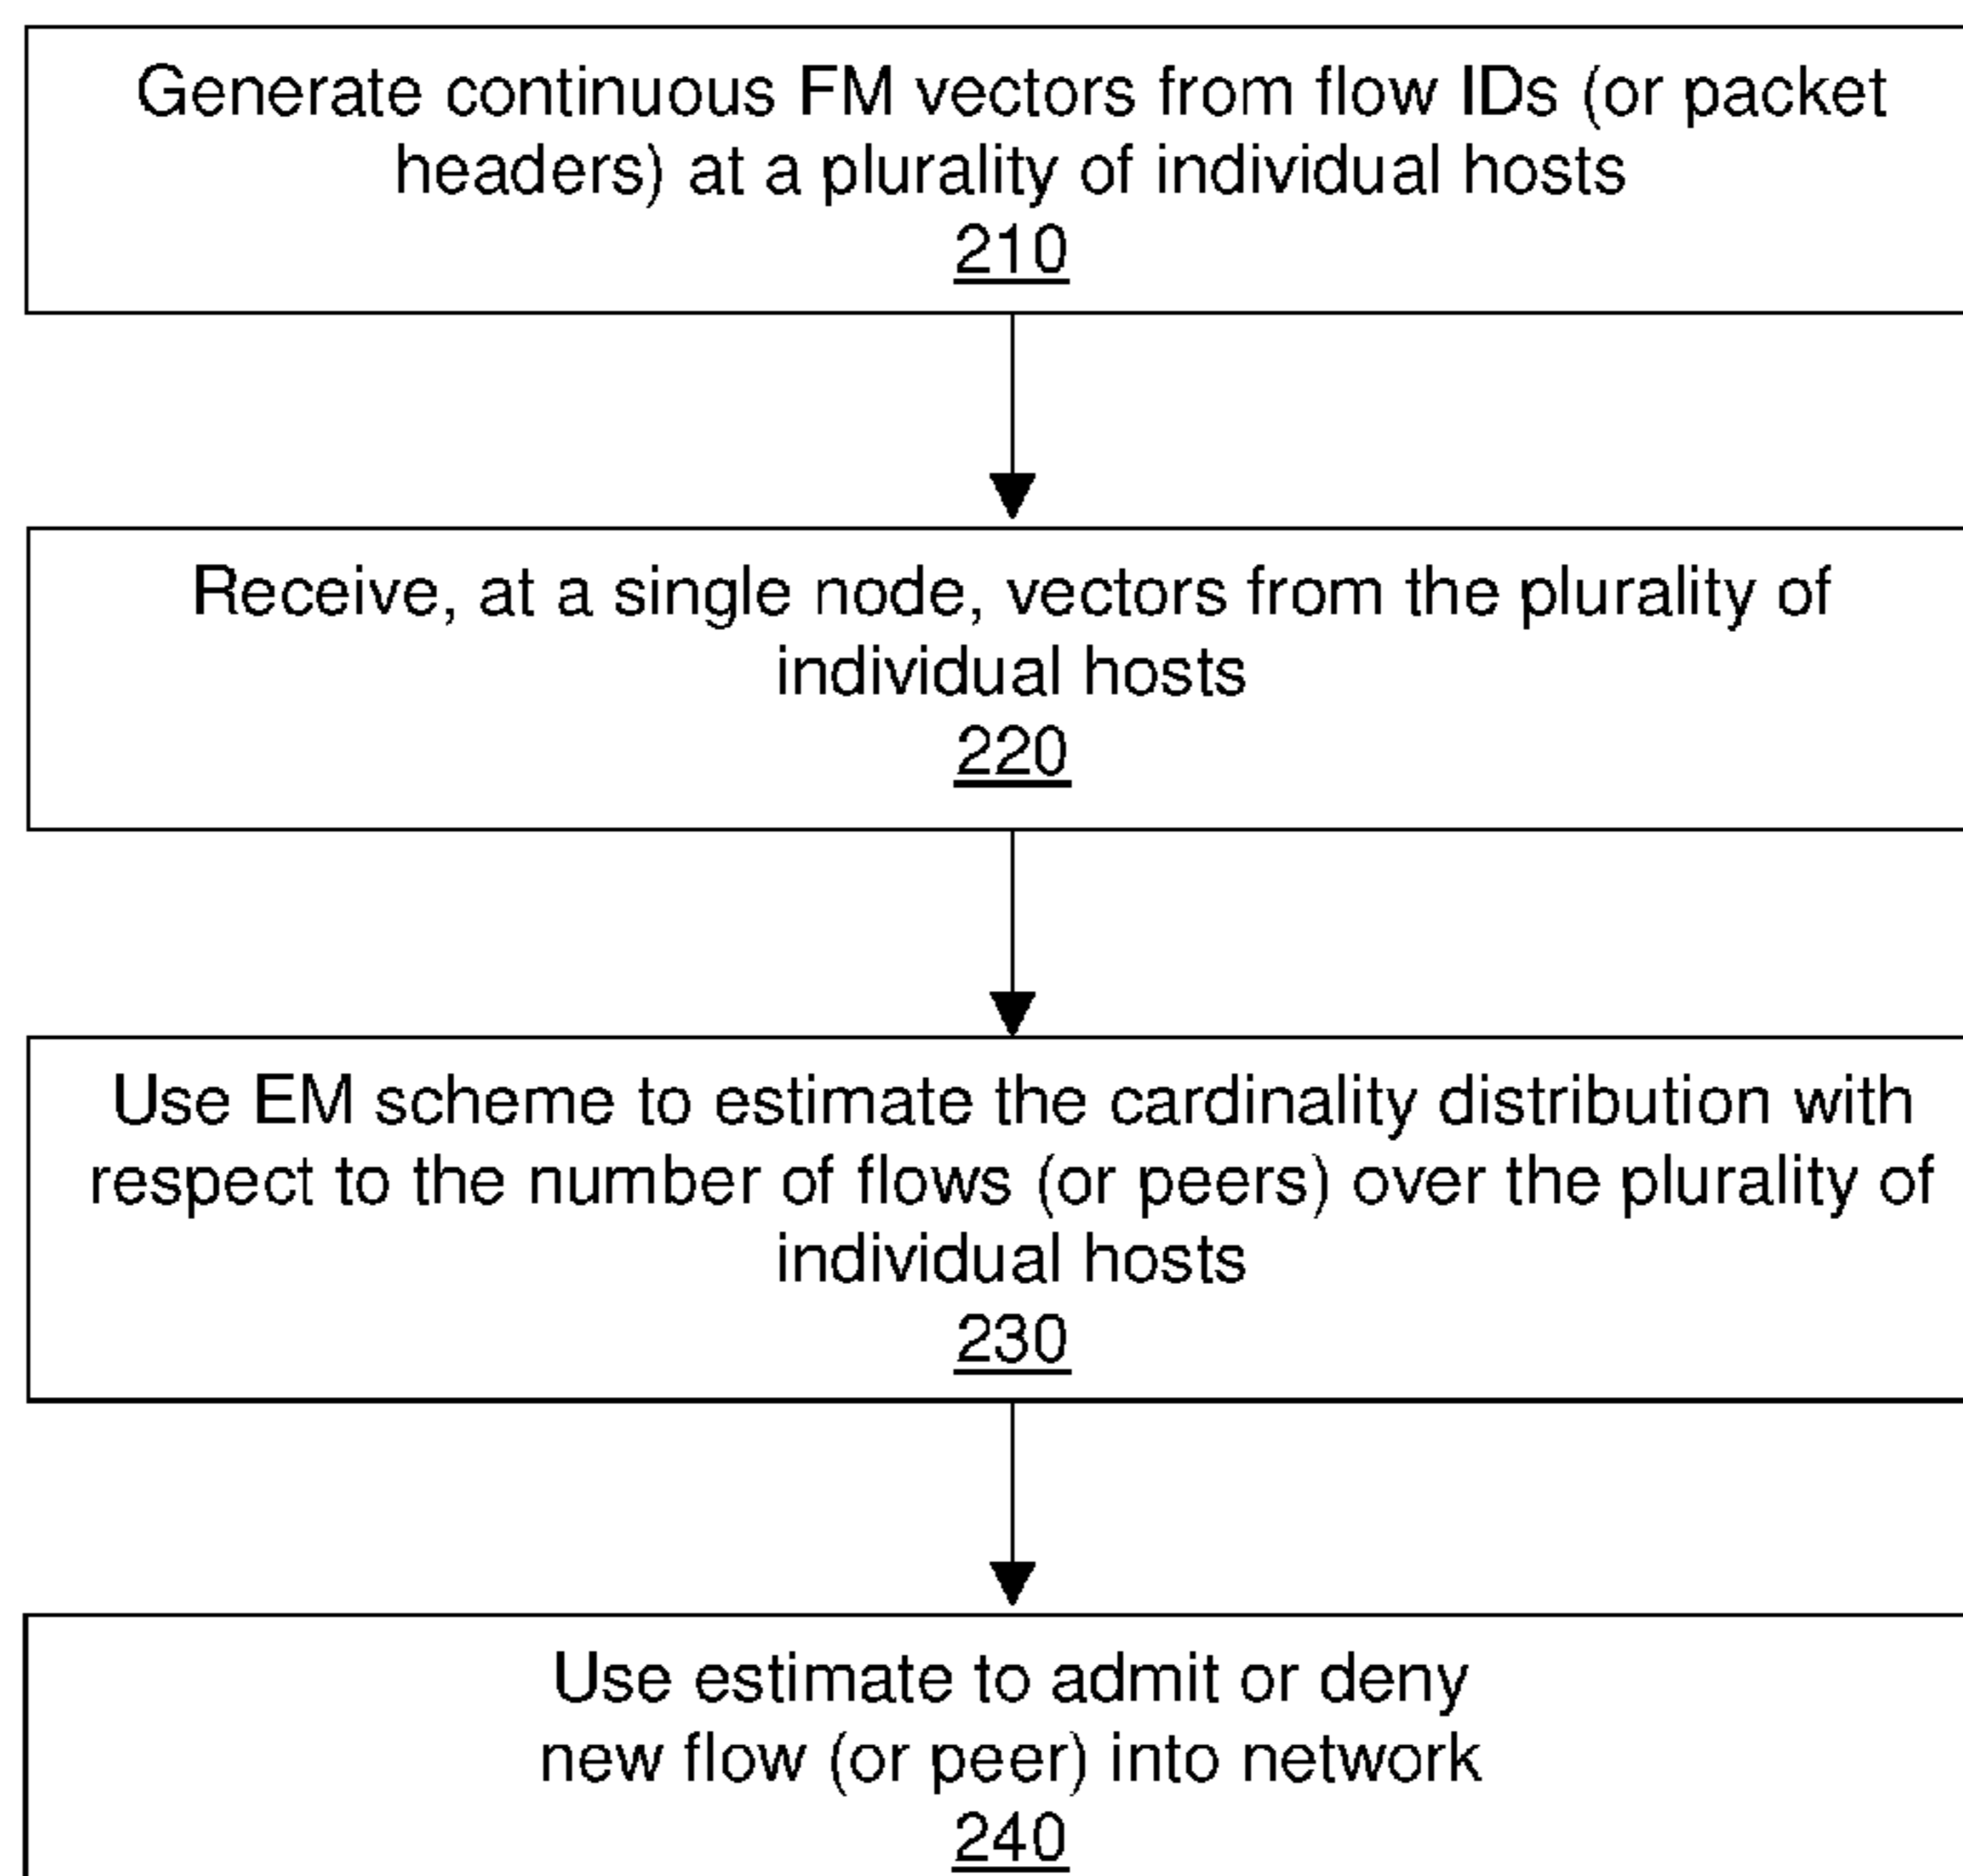 Generate continuous FM vectors from flow IDs (or packet
headers) at a plurality of individual hosts
210
Receive, at a single node, vectors from the plurality of
individual hosts
220
Use EM scheme to estimate the cardinality distribution with
respect to the number of flows (or peers) over the plurality of
individual hosts
230
Use estimate to admit or deny
new flow (or peer) into network
240